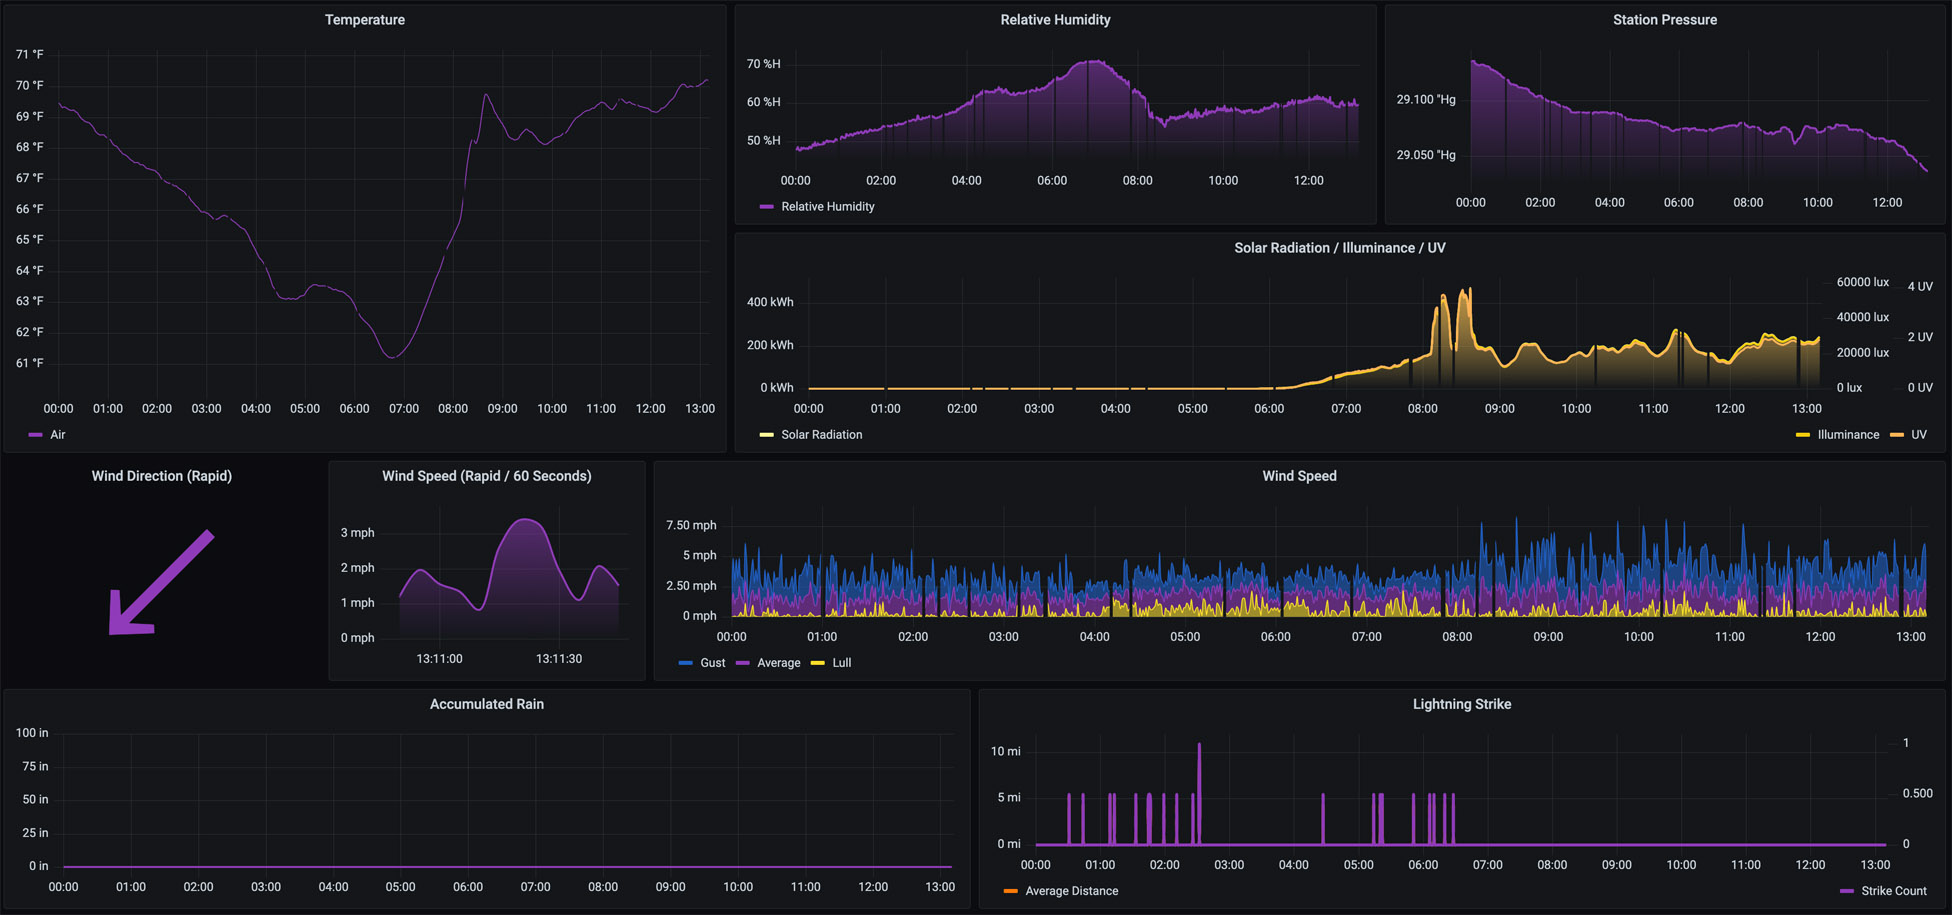 Temperature
71 °F
70 °F
69 °F
68 °F
67 °F
66 °F
65 °F
64 °F
63 °F
62 °F
61 °F
00:00 01:00 02:00 03:00 04:00 05:00 06:00 07:00 08:00 09:00 10:00 11:00 12:00 13:00
Air
Relative Humidity
70 %H
60 %H
50 %H
00:00 02:00 04:00 06:00 08:00 10:00 12:00
Relative Humidity
Station Pressure
29.100 "Hg
29.050 "Hg
00:00 02:00 04:00 06:00 08:00 10:00 12:00
Solar Radiation / Illuminance / UV
400 kWh
200 kWh
0 kWh
60000 lux
40000 lux
20000 lux
0 lux
4 UV
2 UV
0 UV
00:00 01:00 02:00 03:00 04:00 05:00 06:00 07:00 08:00 09:00 10:00 11:00 12:00 13:00
Solar Radiation
Illuminance UV
Wind Direction (Rapid)
Wind Speed (Rapid / 60 Seconds)
3 mph
2 mph
1 mph
0 mph
13:11:00 13:11:30
Wind Speed
7.50 mph
5 mph
2.50 mph
0 mph
00:00 01:00 02:00 03:00 04:00 05:00 06:00 07:00 08:00 09:00 10:00 11:00 12:00 13:00
Gust Average Lull
Accumulated Rain
100 in
75 in
50 in
25 in
0 in
00:00 01:00 02:00 03:00 04:00 05:00 06:00 07:00 08:00 09:00 10:00 11:00 12:00 13:00
Lightning Strike
10 mi
5 mi
0 mi
1
0.500
0
00:00 01:00 02:00 03:00 04:00 05:00 06:00 07:00 08:00 09:00 10:00 11:00 12:00 13:00
Average Distance
Strike Count